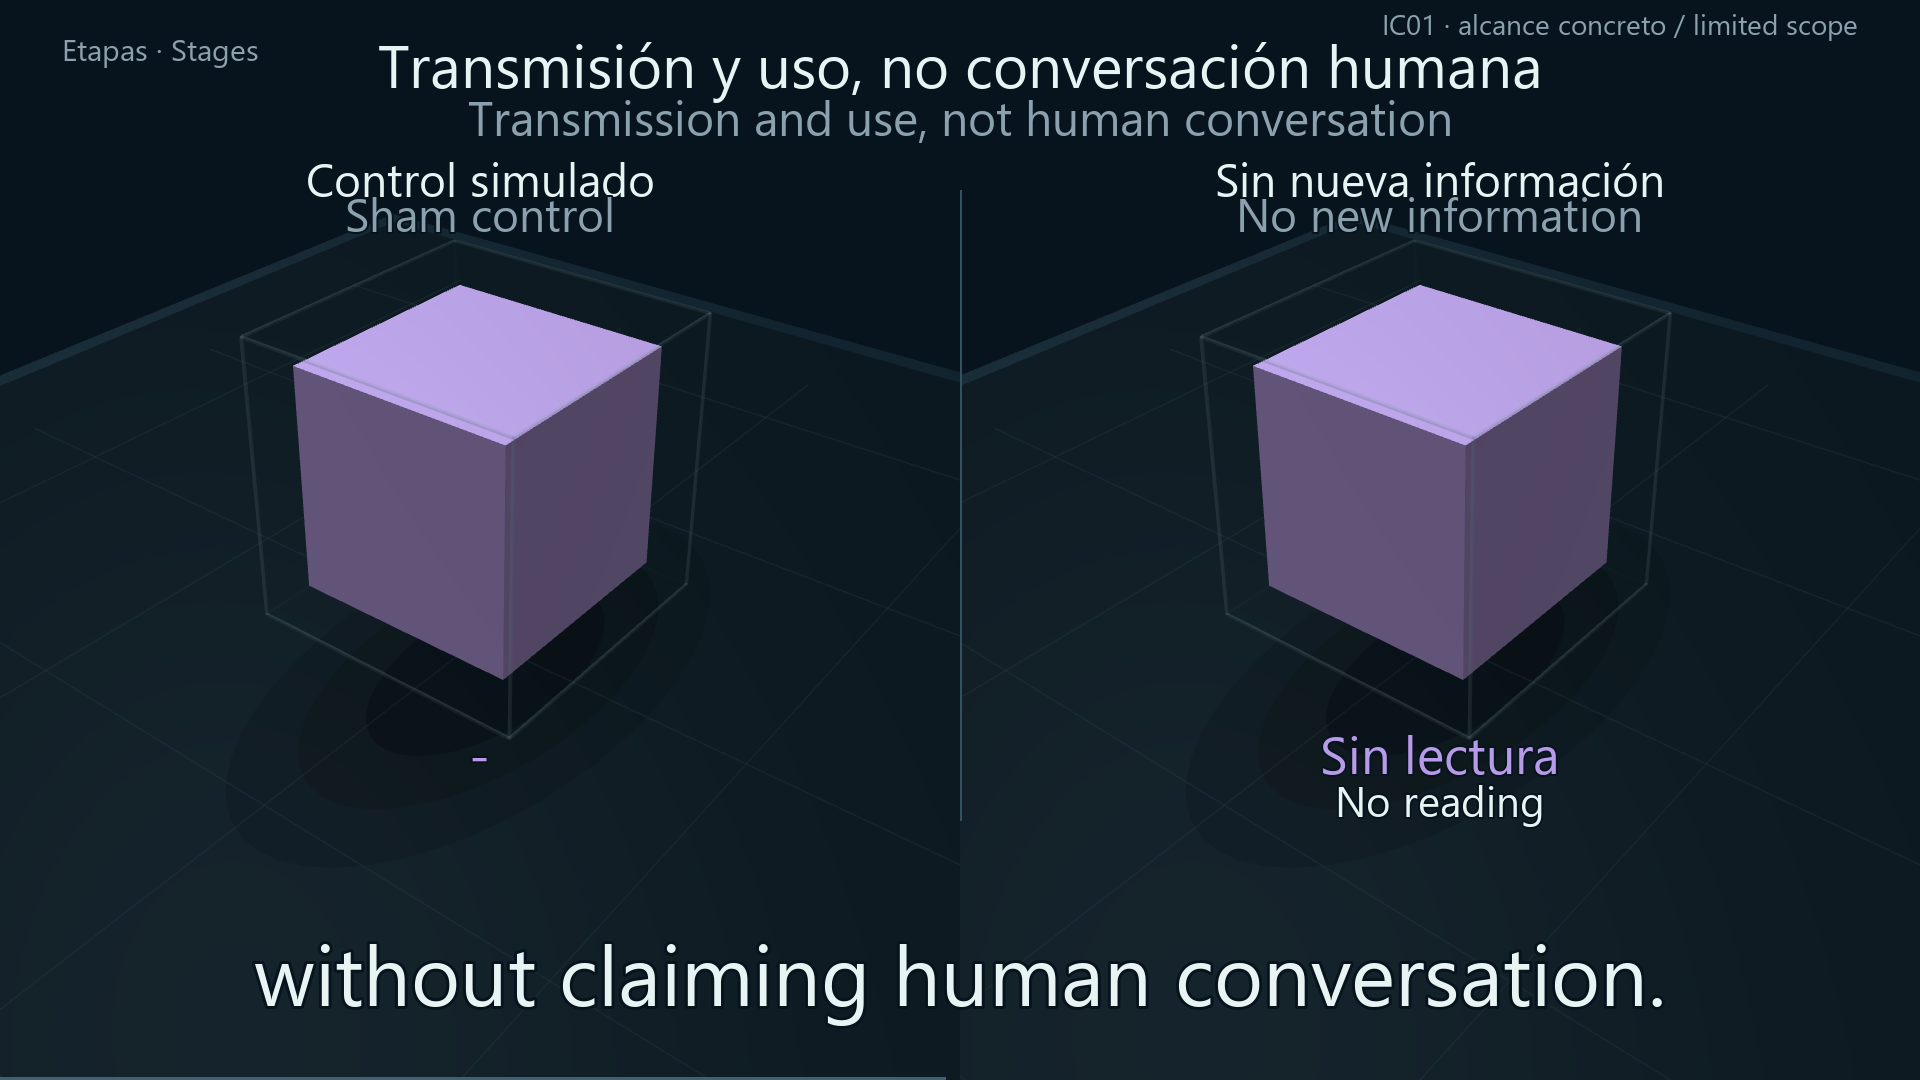 IC01 · alcance concreto / limited scope
Etapas · Stages
Transmisión y uso, no conversación humana
Transmission and use, not human conversation
Control simulado
Sham control
-
Sin nueva información
No new information
Sin lectura
No reading
without claiming human conversation.